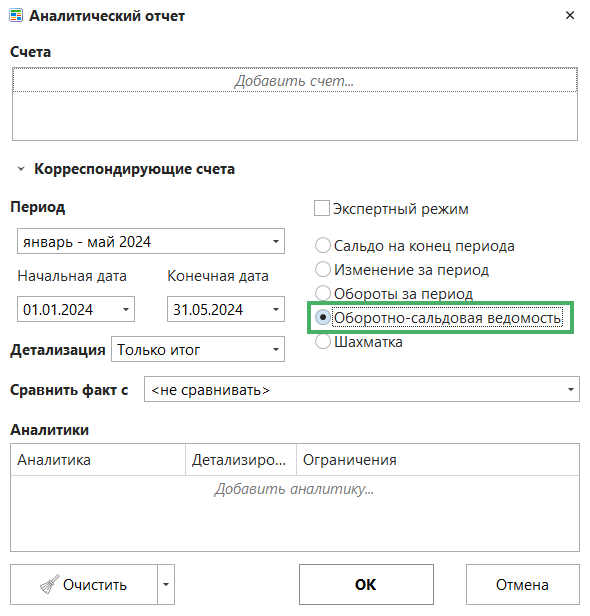 Аналитический отчет
Счета
Добавить счет...
Корреспондирующие счета
Период
Экспертный режим
январь - май 2024
Сальдо на конец периода
Изменение за период
Начальная дата Конечная дата
Обороты за период
01.01.2024 31.05.2024
Оборотно-сальдовая ведомость
Шахматка
Детализация Только итог
Сравнить факт с <не сравнивать>
Аналитики
Аналитика Детализиро... Ограничения
Добавить аналитику...
Очистить OK Отмена